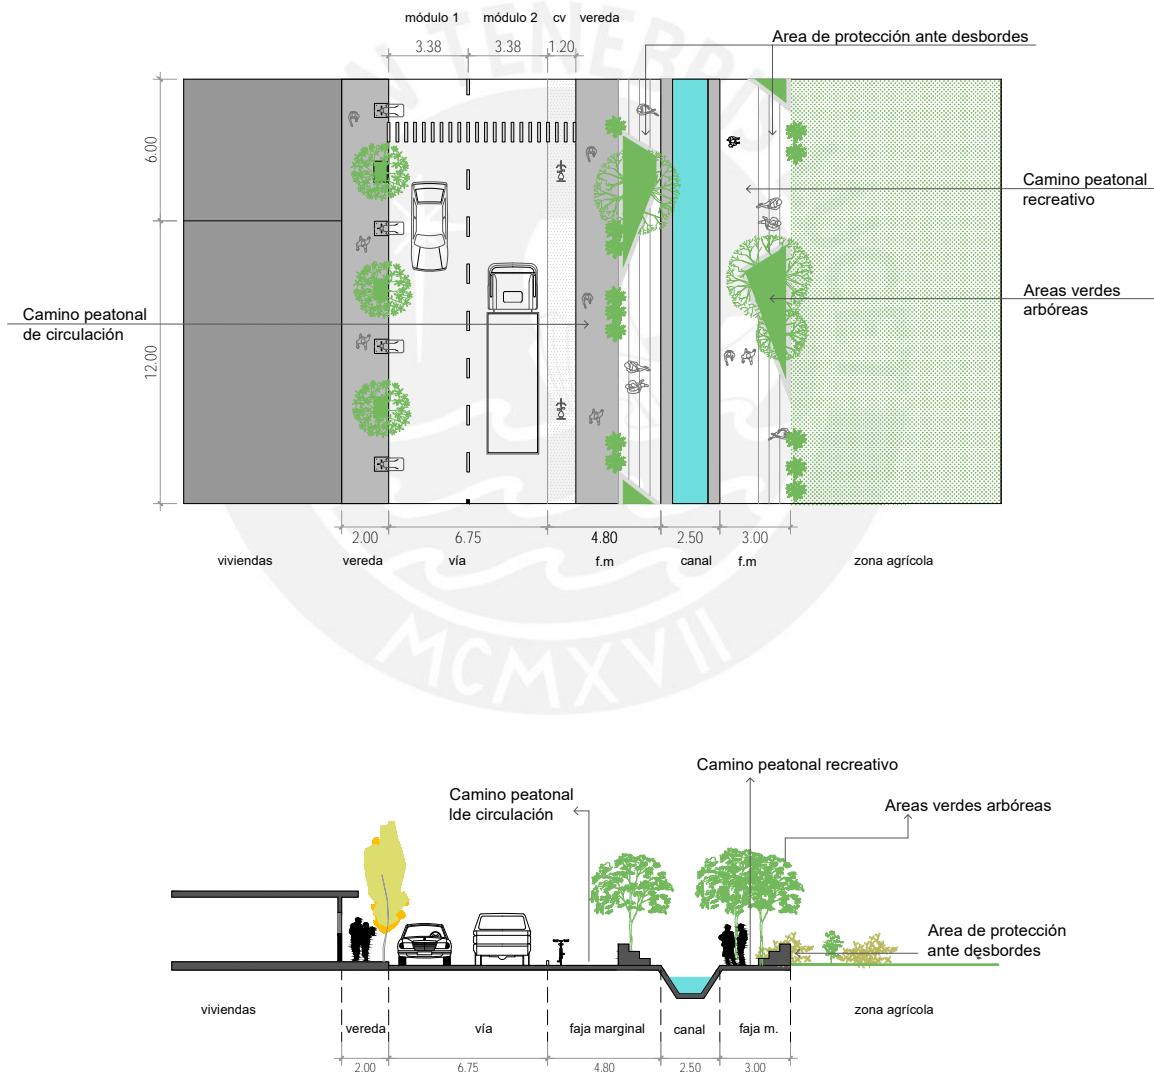 módulo 1 módulo 2 cv vereda
3.38 3.38 1.20
Area de protección ante desbordes
6.00
Camino peatonal
recreativo
Areas verdes
arbóreas
Camino peatonal
de circulación
12.00
2.00 6.75 4.80 2.50 3.00
viviendas vereda vía f.m canal f.m zona agrícola
MCMXVII
Camino peatonal recreativo
Camino peatonal
lde circulación
Areas verdes arbóreas
Area de protección
ante desbordes
viviendas vereda vía faja marginal canal faja m. zona agrícola
2.00 6.75 4.80 2.50 3.00